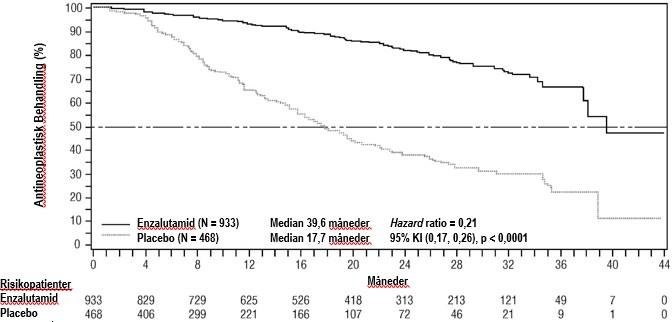 Antineoplastisk Behandling (%)
100
90
80
70
60
50
40
30
20
10
0
Enzalutamid (N = 933) Median 39,6 måneder Hazard ratio = 0,21
Placebo (N = 468) Median 17,7 måneder 95% KI (0,17, 0,26), p < 0,0001
0 4 8 12 16 20 24 28 32 36 40 44
Måneder
Risikopatienter
Enzalutamid 933 829 729 625 526 418 313 213 121 49 7 0
Placebo 468 406 299 221 166 107 72 46 21 9 1 0